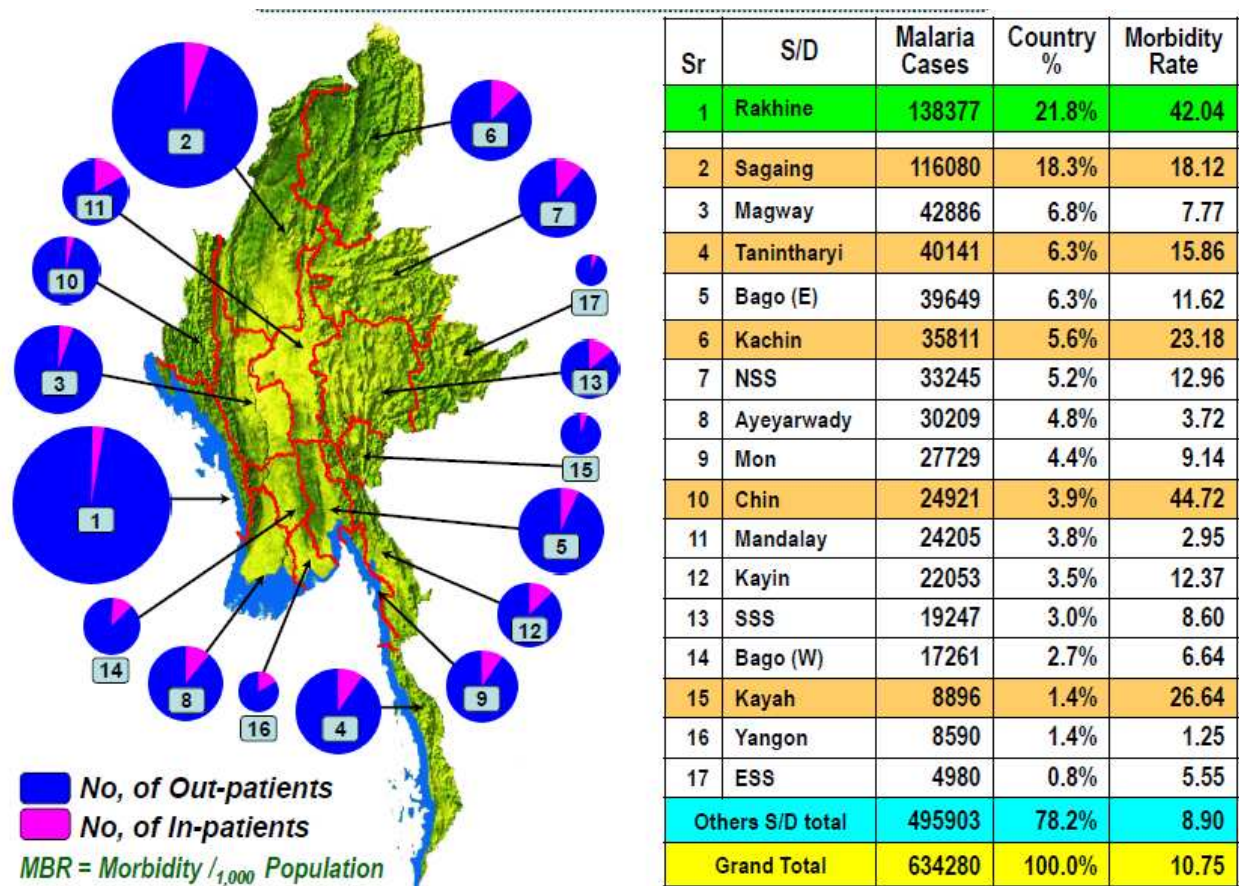 2
6
11
7
10
17
3
13
15
1
5
12
14
8
16
4
9
No, of Out-patients
No, of In-patients
MBR = Morbidity /1,000 Population
Sr S/D Malaria Cases Country % Morbidity Rate
1 Rakhine 138377 21.8% 42.04
2 Sagaing 116080 18.3% 18.12
3 Magway 42886 6.8% 7.77
4 Tanintharyi 40141 6.3% 15.86
5 Bago (E) 39649 6.3% 11.62
6 Kachin 35811 5.6% 23.18
7 NSS 33245 5.2% 12.96
8 Ayeyarwady 30209 4.8% 3.72
9 Mon 27729 4.4% 9.14
10 Chin 24921 3.9% 44.72
11 Mandalay 24205 3.8% 2.95
12 Kayin 22053 3.5% 12.37
13 SSS 19247 3.0% 8.60
14 Bago (W) 17261 2.7% 6.64
15 Kayah 8896 1.4% 26.64
16 Yangon 8590 1.4% 1.25
17 ESS 4980 0.8% 5.55
Others S/D total 495903 78.2% 8.90
Grand Total 634280 100.0% 10.75